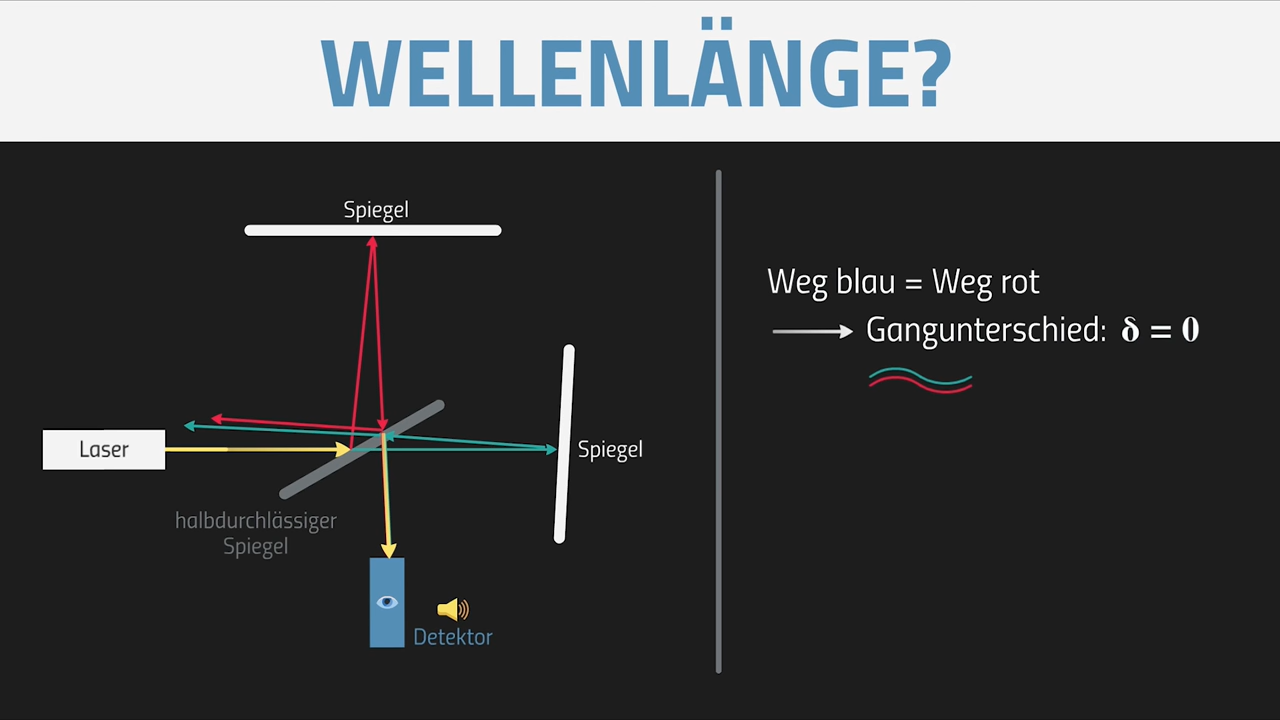 WELLENLÄNGE?
Spiegel
Weg blau = Weg rot
Gangunterschied: δ = 0
Laser
Spiegel
halbdurchlässiger
Spiegel
Detektor